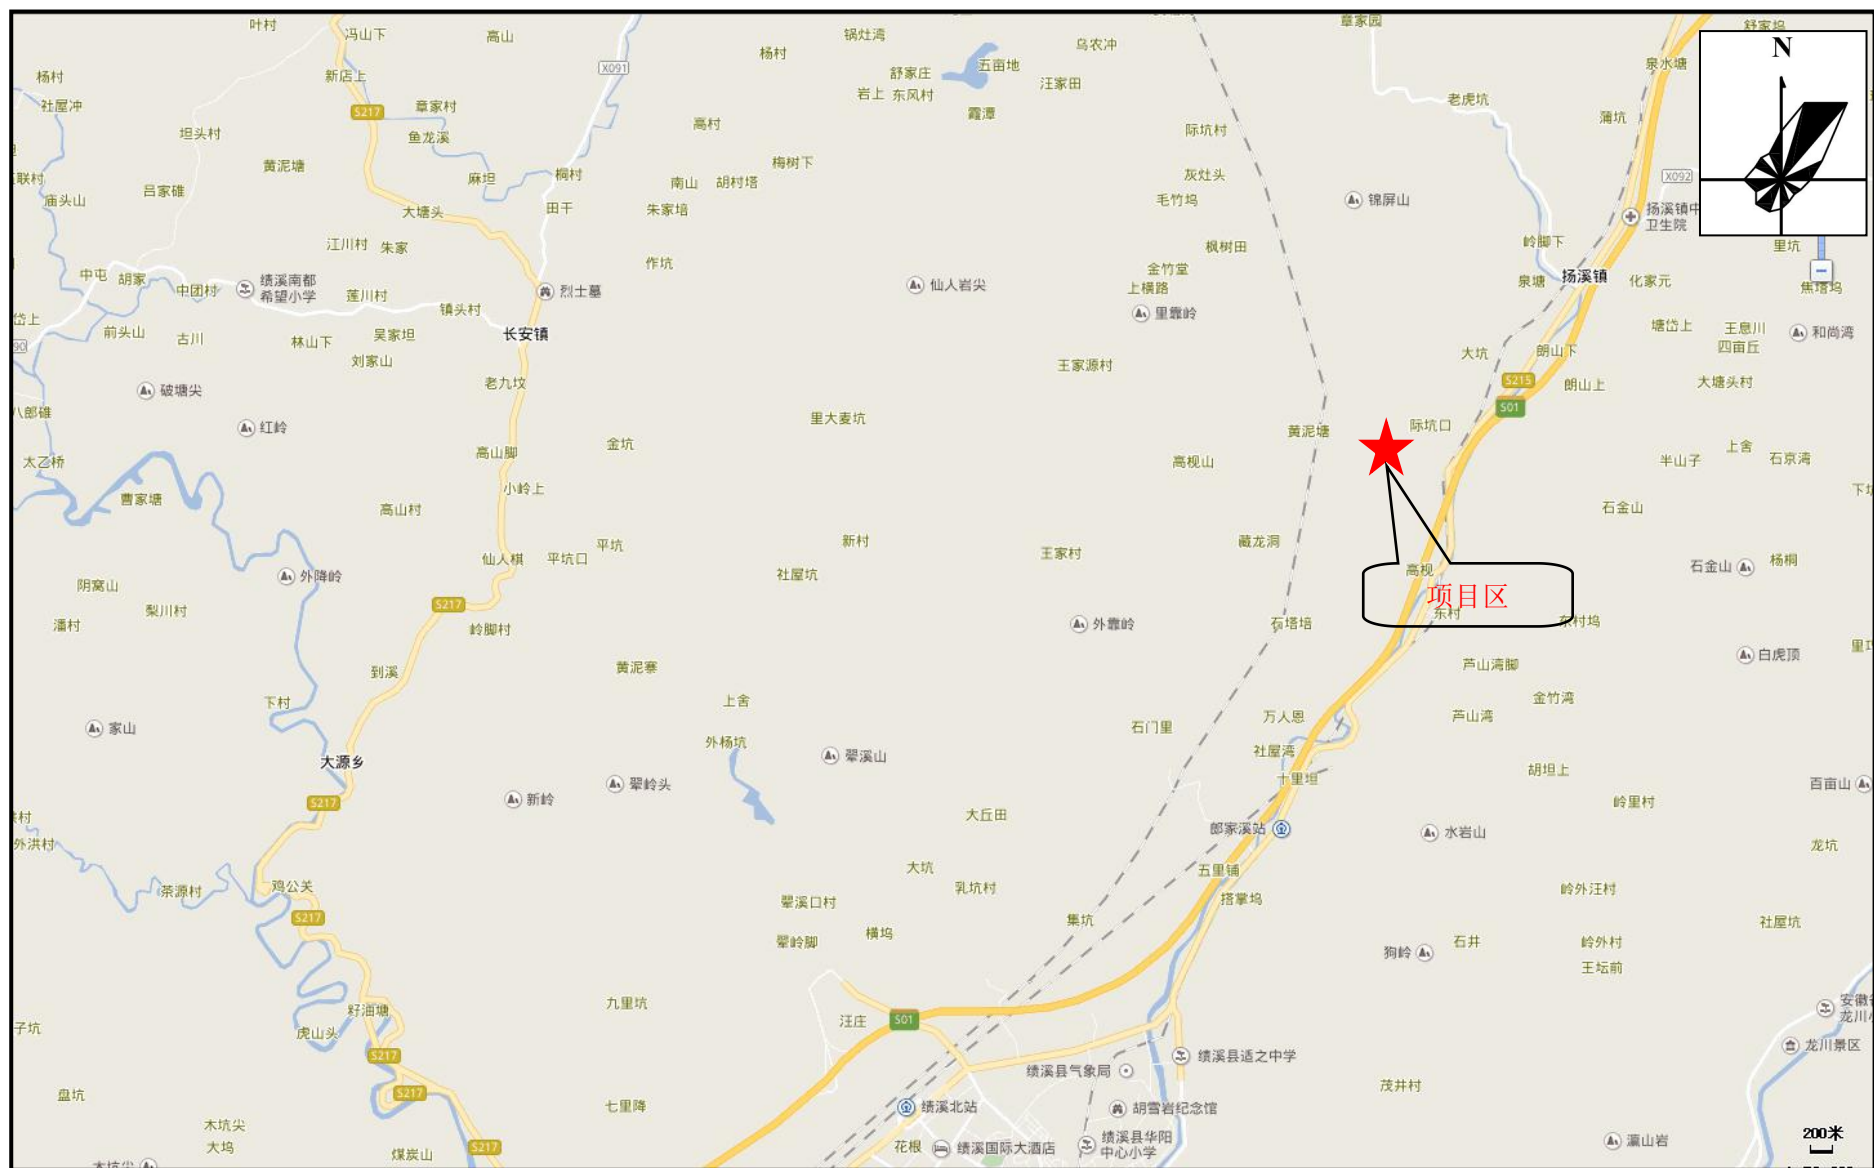 叶村
冯山下
高山
锅灶湾
乌农冲
章家园
舒家坞
N
杨村
新店上
X091
杨村
舒家庄
五亩地
汪家田
泉水塘
社屋冲
S217
章家村
岩上
东风村
老虎坑
坦头村
鱼龙溪
高村
霞潭
际坑村
蒲坑
黄泥塘
麻坦
桐村
梅树下
灰灶头
X092
联村
吕家碓
南山
胡村塔
毛竹坞
锦屏山
庙头山
大塘头
田干
朱家培
扬溪镇中
卫生院
江川村
朱家
枫树田
岭脚下
里坑
中屯
胡家
中团村
绩溪南都
希望小学
莲川村
作坑
金竹堂
上横路
仙人岩尖
泉塘
扬溪镇
化家元
焦塔坞
烈士墓
镇头村
里靠岭
岱上
前头山
古川
林山下
吴家坦
长安镇
塘岱上
王息川
和尚湾
90
刘家山
王家源村
大坑
朗山下
四亩丘
破塘尖
老九坟
S215
朗山上
大塘头村
八郎碓
红岭
里大麦坑
S01
黄泥塘
际坑口
太乙桥
高山脚
金坑
高枧山
半山子
上舍
石京湾
曹家塘
小岭上
高山村
石金山
新村
王家村
藏龙洞
外降岭
仙人棋
平坑口
平坑
社屋坑
高枧
石金山
杨桐
阴窝山
梨川村
S217
项目区
潘村
岭脚村
外靠岭
石塔培
东村
东村坞
到溪
黄泥寨
芦山湾脚
白虎顶
下村
上舍
金竹湾
家山
外杨坑
石门里
万人恩
芦山湾
大源乡
翚溪山
社屋湾
新岭
翚岭头
十里坦
胡坦上
百亩山
S217
大丘田
岭里村
外洪村
郎家溪站
水岩山
龙坑
茶源村
鸡公关
大坑
五里铺
乳坑村
搭掌坞
岭外汪村
S217
翚溪口村
集坑
社屋坑
翚岭脚
横坞
狗岭
石井
岭外村
王坛前
九里坑
籽油塘
安徽省
龙川小
子坑
虎山头
汪庄
S01
龙川景区
S217
绩溪县适之中学
绩溪县气象局
盘坑
S217
茂井村
七里降
绩溪北站
胡雪岩纪念馆
木坑尖
大坞
S217
花根
绩溪国际大酒店
绩溪县华阳
中心小学
瀛山岩
200米
煤炭山
木坑尖